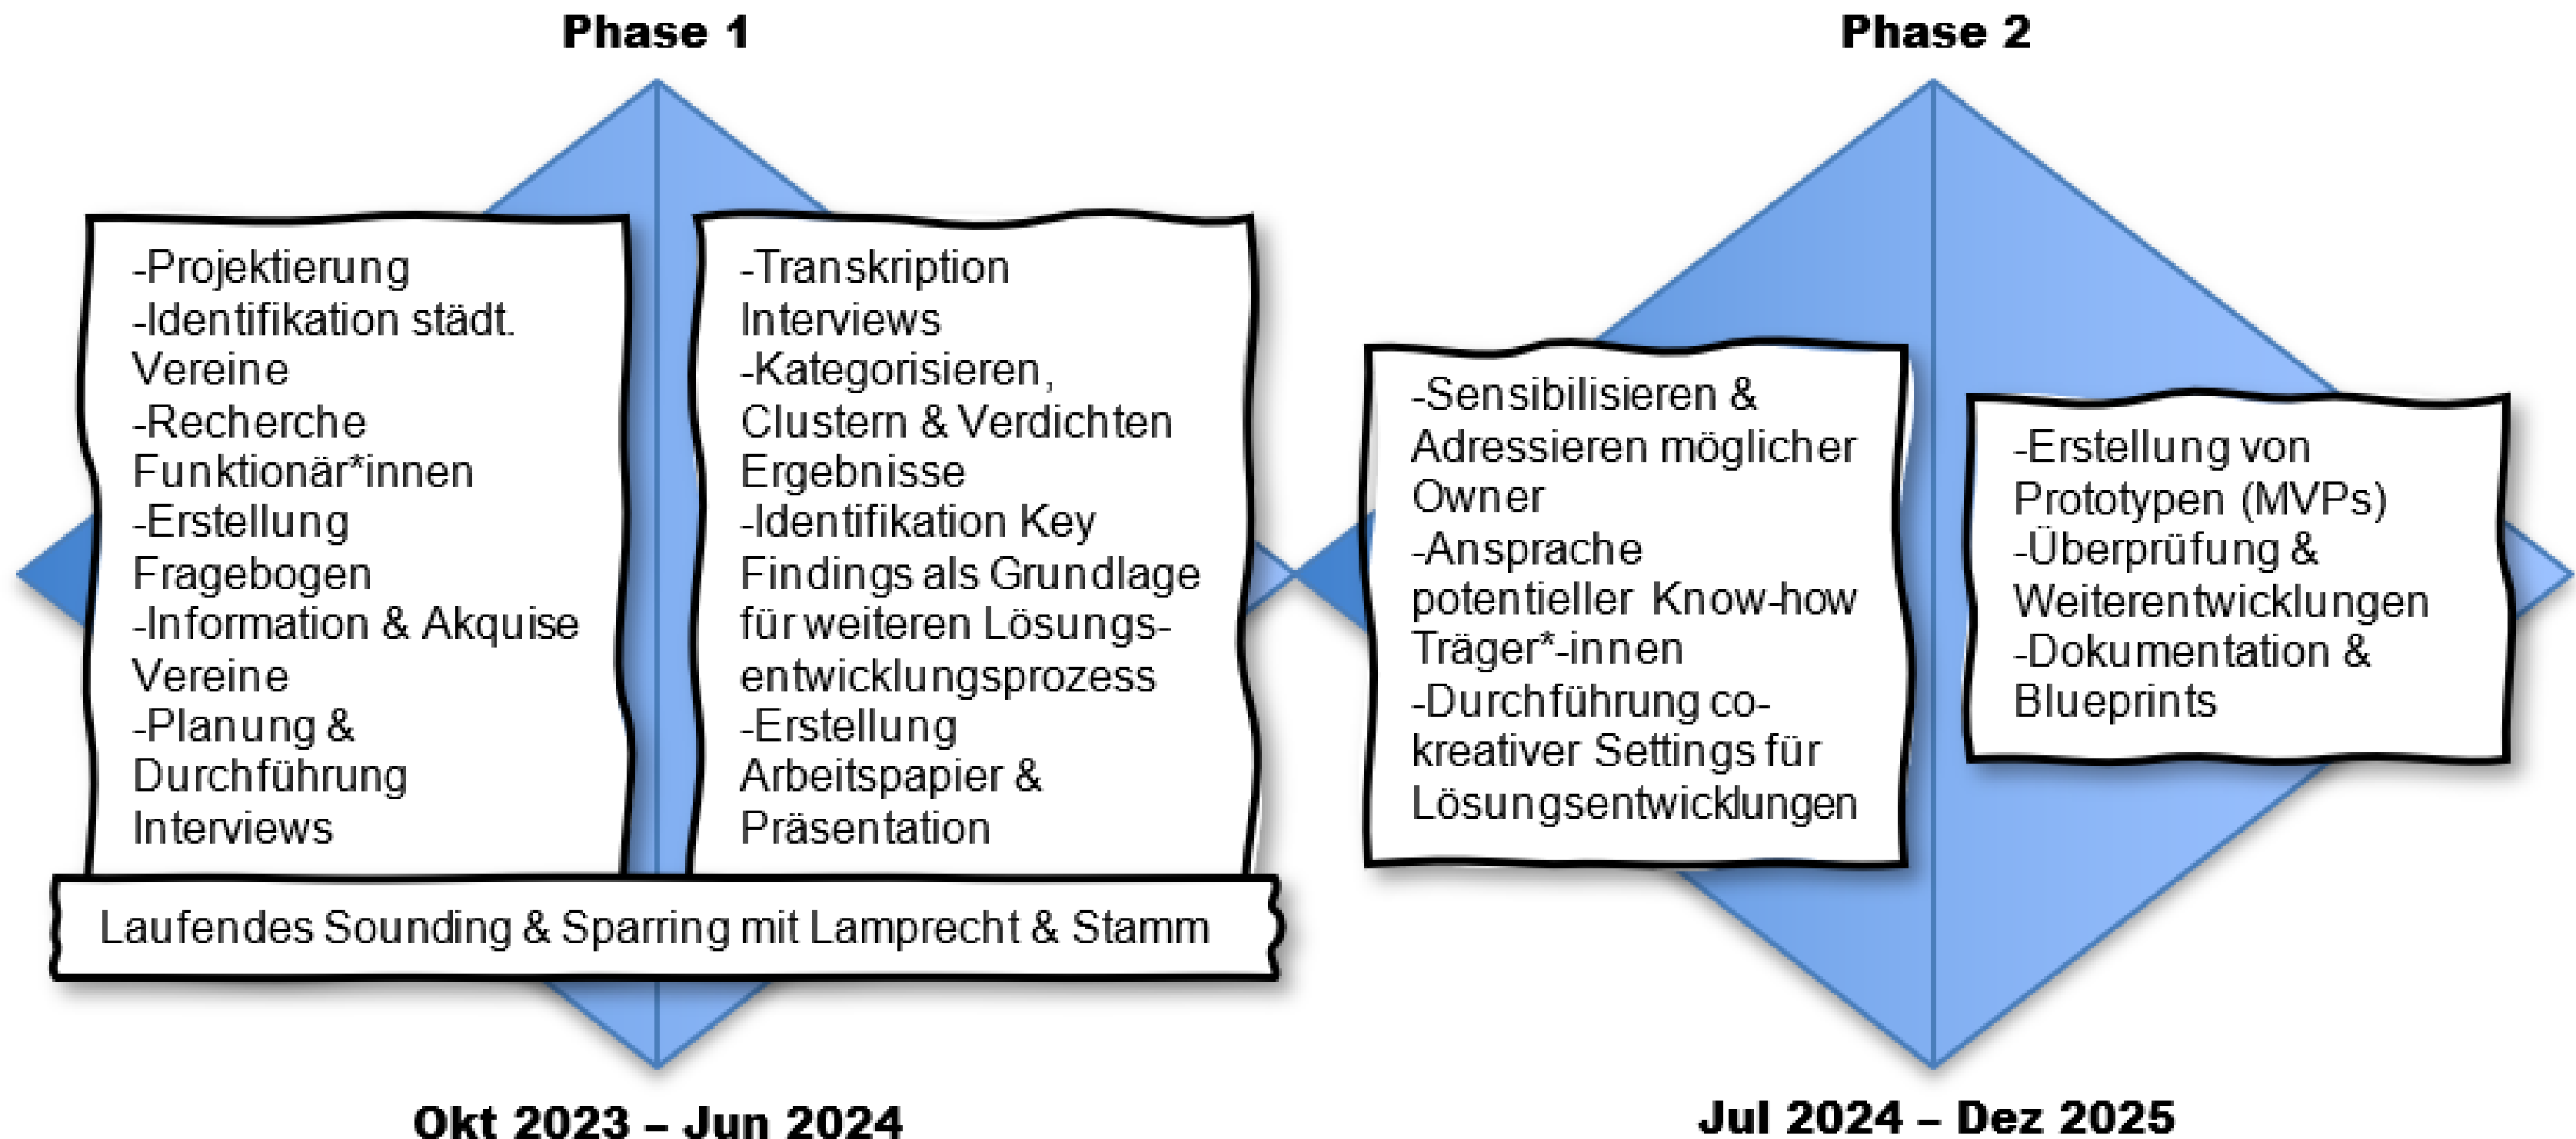 Phase 1
-Projektierung
-Identifikation städt.
Vereine
-Recherche
Funktionär*innen
-Erstellung
Fragebogen
-Information & Akquise
Vereine
-Planung &
Durchführung
Interviews
-Transkription
Interviews
-Kategorisieren,
Clustern & Verdichten
Ergebnisse
-Identifikation Key
Findings als Grundlage
für weiteren Lösungs-
entwicklungsprozess
-Erstellung
Arbeitspapier &
Präsentation
Laufendes Sounding & Sparring mit Lamprecht & Stamm
Okt 2023 – Jun 2024
Phase 2
-Sensibilisieren &
Adressieren möglicher
Owner
-Ansprache
potentieller Know-how
Träger*-innen
-Durchführung co-
kreativer Settings für
Lösungsentwicklungen
-Erstellung von
Prototypen (MVPs)
-Überprüfung &
Weiterentwicklungen
-Dokumentation &
Blueprints
Jul 2024 – Dez 2025